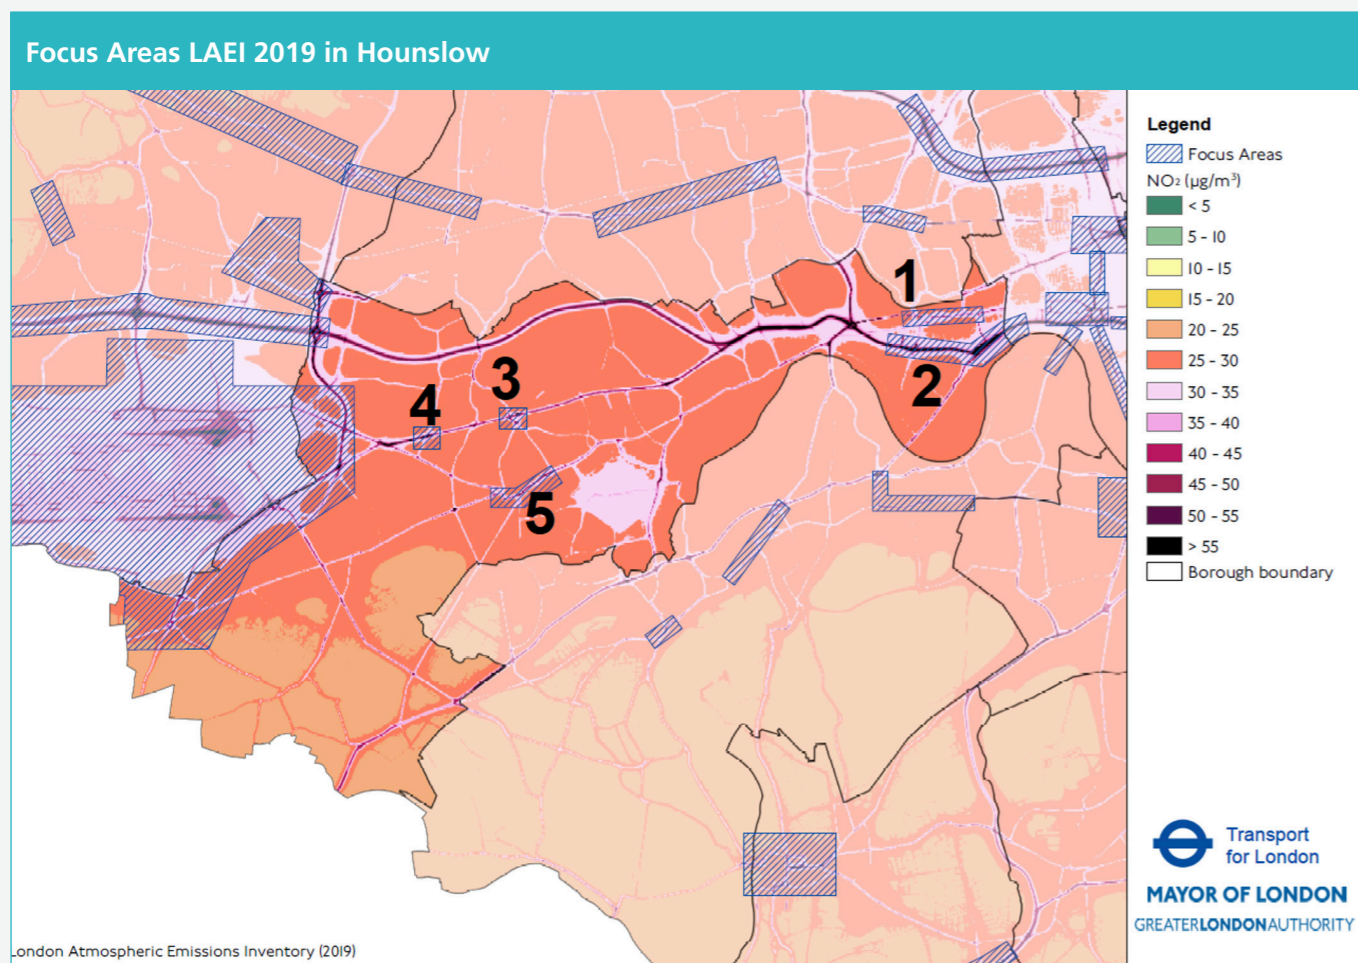 Focus Areas LAEI 2019 in Hounslow
1
2
3
4
5
Legend
Focus Areas
NO₂ (µg/m³)
< 5
5 - 10
10 - 15
15 - 20
20 - 25
25 - 30
30 - 35
35 - 40
40 - 45
45 - 50
50 - 55
> 55
Borough boundary
Transport
for London
MAYOR OF LONDON
GREATERLONDONAUTHORITY
London Atmospheric Emissions Inventory (2019)